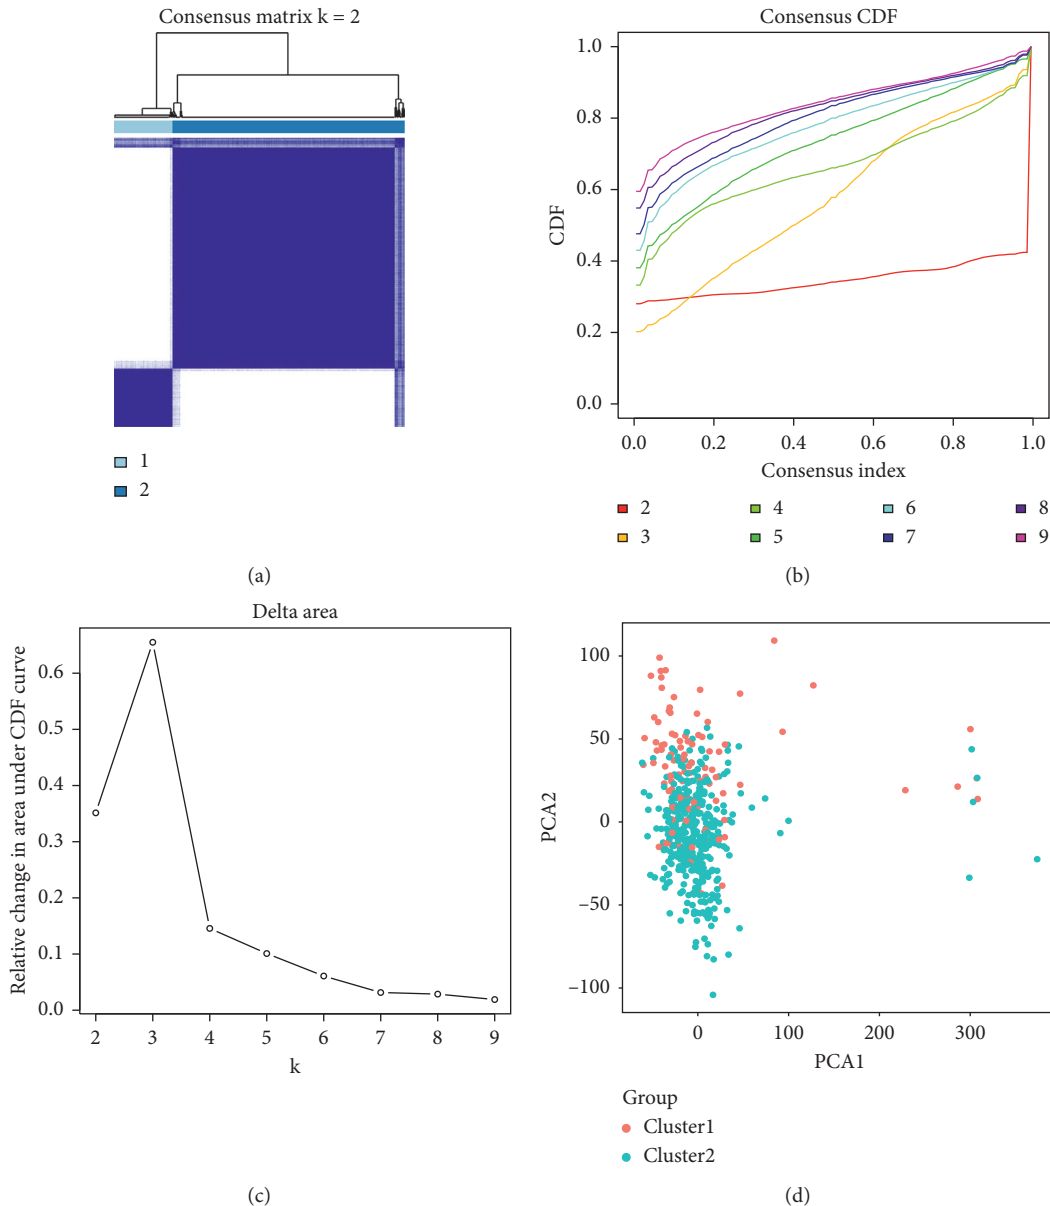 Consensus matrix k = 2
1
2
(a)
Consensus CDF
CDF
1.0
0.8
0.6
0.4
0.2
0.0
0.0 0.2 0.4 0.6 0.8 1.0
Consensus index
2 4 6 8
3 5 7 9
(b)
Delta area
Relative change in area under CDF curve
0.6
0.5
0.4
0.3
0.2
0.1
0.0
2 3 4 5 6 7 8 9
k
(c)
PCA2
100
50
0
−50
−100
0 100 200 300
PCA1
Group
Cluster1
Cluster2
(d)